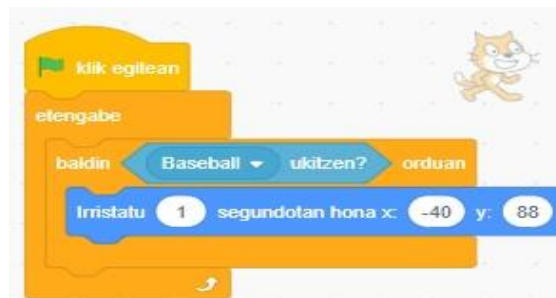 klik egitean
etengabe
baldin Baseball ukitzen? orduan
Irristatu 1 segundotan hona x: -40 y: 88